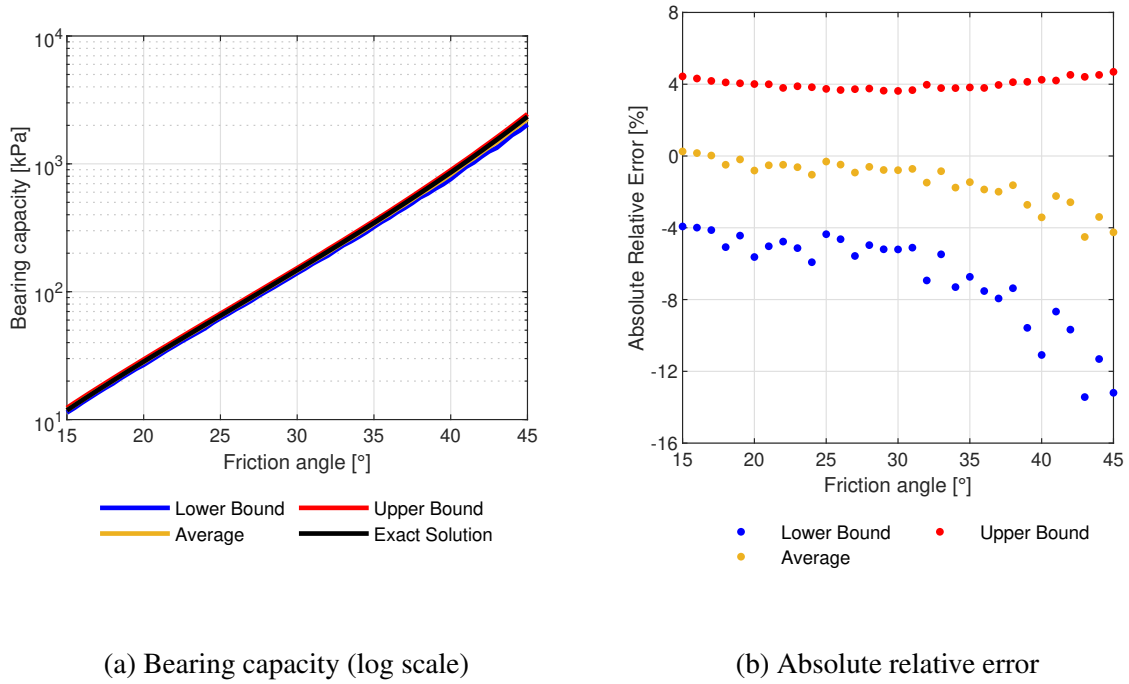 10^4
10^3
10^2
10^1
Bearing capacity [kPa]
15 20 25 30 35 40 45
Friction angle [°]
Lower Bound Upper Bound
Average Exact Solution
(a) Bearing capacity (log scale)
8
4
0
-4
-8
-12
-16
Absolute Relative Error [%]
15 20 25 30 35 40 45
Friction angle [°]
Lower Bound Upper Bound
Average
(b) Absolute relative error